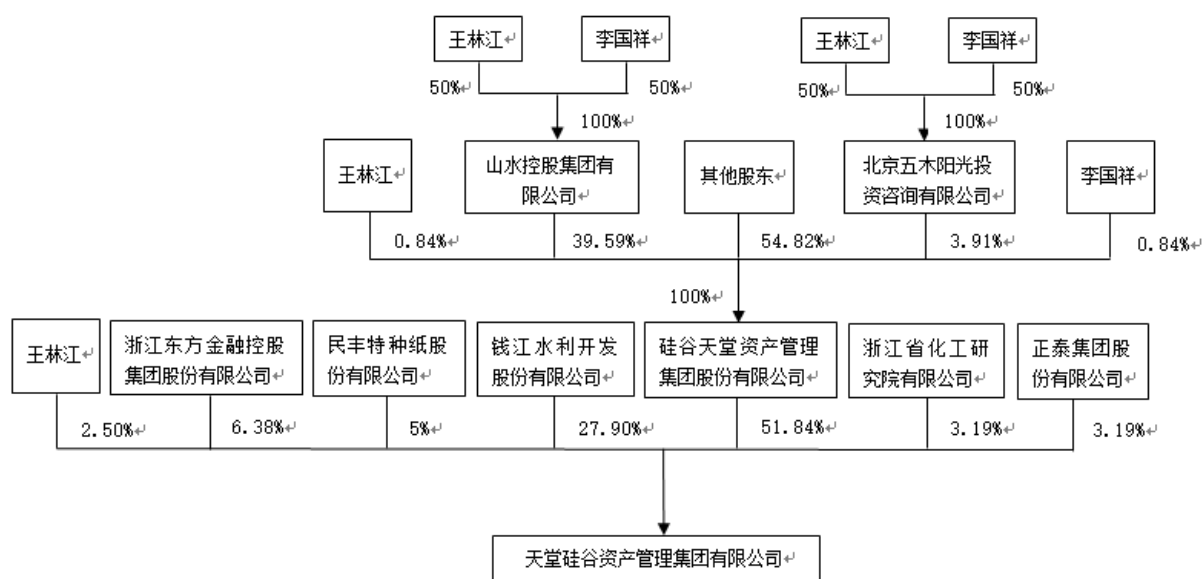 王林江↵
李国祥↵
王林江↵
李国祥↵
50%↵
50%↵
50%↵
50%↵
100%↵
100%↵
王林江↵
山水控股集团有
限公司↵
其他股东↵
北京五木阳光投
资咨询有限公司↵
李国祥↵
0.84%↵
39.59%↵
54.82%↵
3.91%↵
0.84%↵
100%↵
王林江↵
浙江东方金融控股
集团股份有限公司↵
民丰特种纸股
份有限公司↵
钱江水利开发
股份有限公司↵
硅谷天堂资产管理
集团股份有限公司↵
浙江省化工研
究院有限公司↵
正泰集团股
份有限公司↵
2.50%↵
6.38%↵
5%↵
27.90%↵
51.84%↵
3.19%↵
3.19%↵
天堂硅谷资产管理集团有限公司↵